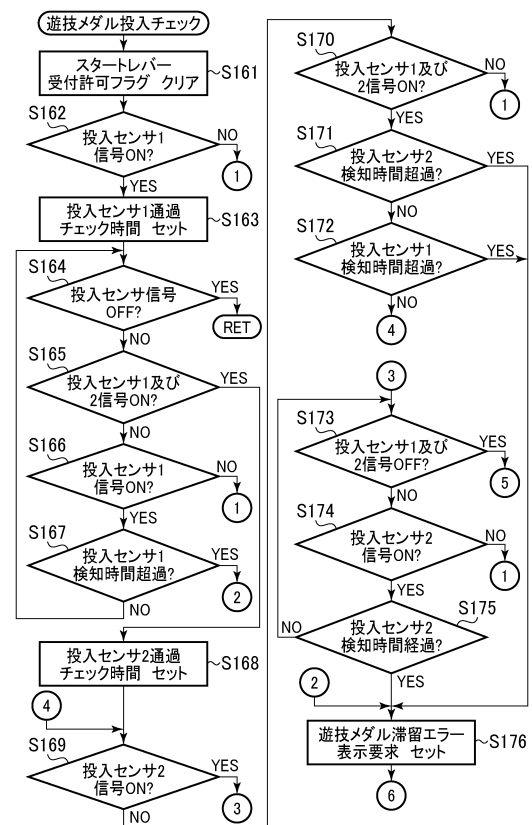 遊技メダル投入チェック
スタートレバー
受付許可フラグ クリア
S161
S162
投入センサ1
信号ON?
NO
1
YES
投入センサ1通過
チェック時間 セット
S163
S164
投入センサ信号
OFF?
YES
RET
NO
S165
投入センサ1及び
2信号ON?
YES
NO
S166
投入センサ1
信号ON?
NO
1
YES
S167
投入センサ1
検知時間超過?
YES
2
NO
投入センサ2通過
チェック時間 セット
S168
4
S169
投入センサ2
信号ON?
YES
3
NO
S170
投入センサ1及び
2信号ON?
NO
1
YES
S171
投入センサ2
検知時間超過?
YES
NO
S172
投入センサ1
検知時間超過?
YES
NO
4
3
S173
投入センサ1及び
2信号OFF?
YES
5
NO
S174
投入センサ2
信号ON?
NO
1
YES
S175
投入センサ2
検知時間経過?
NO
YES
2
遊技メダル滞留エラー
表示要求 セット
S176
6